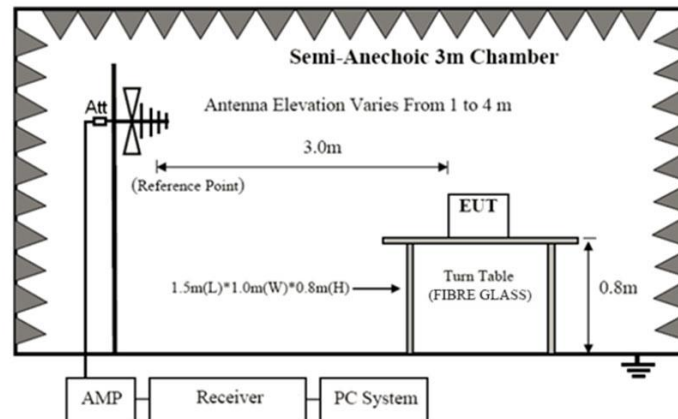 Semi-Anechoic 3m Chamber
Att
Antenna Elevation Varies From 1 to 4 m
3.0m
(Reference Point)
EUT
1.5m(L)*1.0m(W)*0.8m(H)
Turn Table
(FIBRE GLASS)
0.8m
AMP
Receiver
PC System